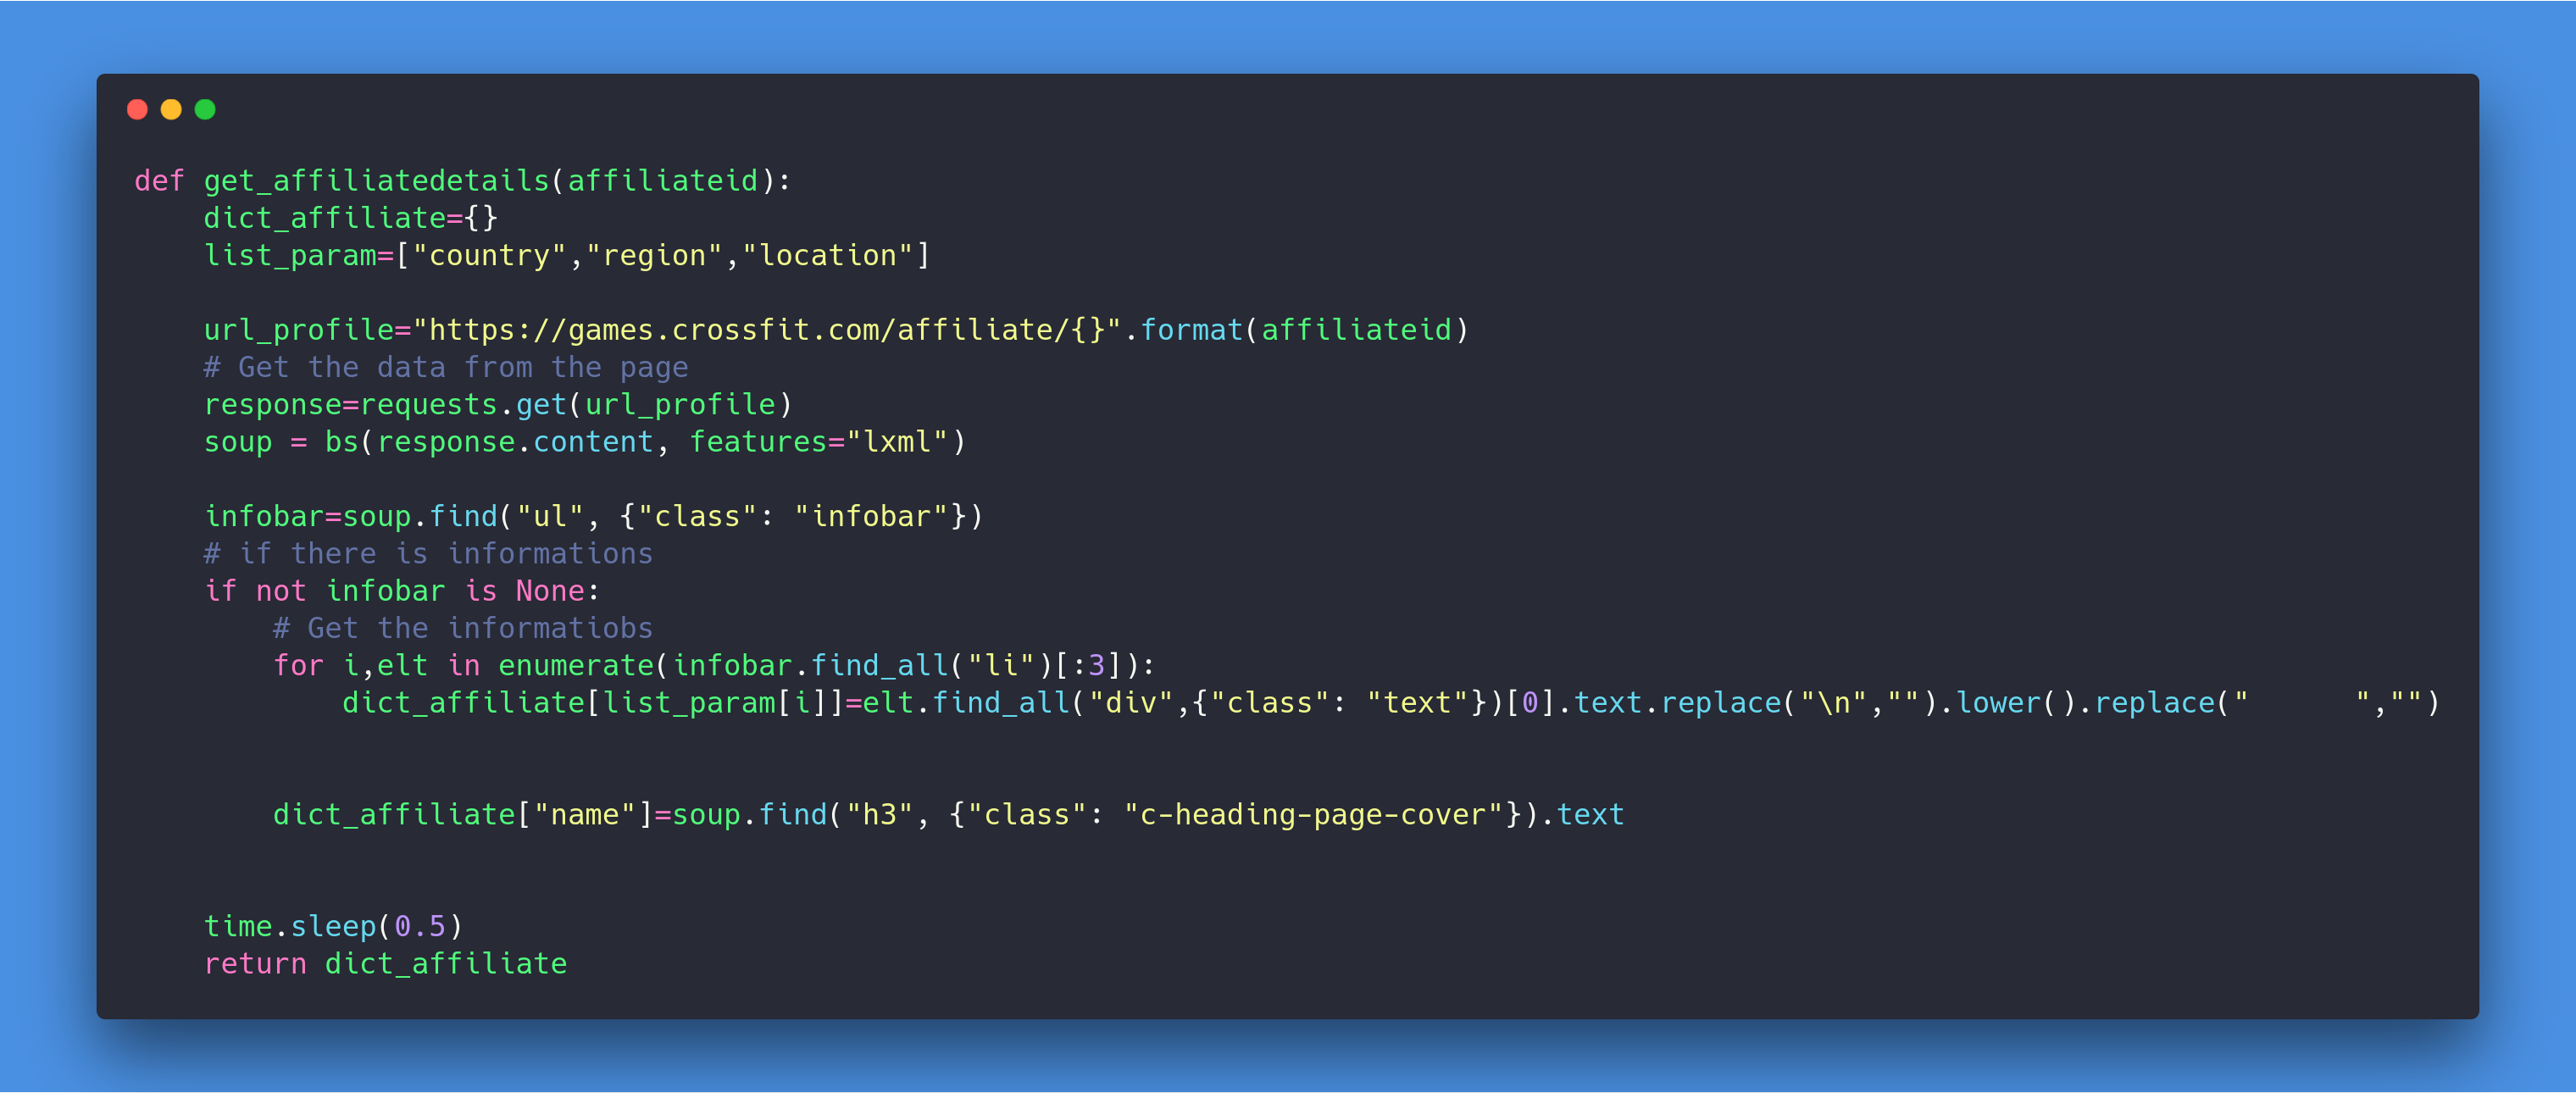 def get_affiliatedetails(affiliateid):
    dict_affiliate={}
    list_param=["country","region","location"]

    url_profile="https://games.crossfit.com/affiliate/{}".format(affiliateid)
    # Get the data from the page
    response=requests.get(url_profile)
    soup = bs(response.content, features="lxml")

    infobar=soup.find("ul", {"class": "infobar"})
    # if there is informations
    if not infobar is None:
        # Get the informatiobs
        for i,elt in enumerate(infobar.find_all("li")[:3]):
            dict_affiliate[list_param[i]]=elt.find_all("div",{"class": "text"})[0].text.replace("\n","").lower().replace("      ","")


        dict_affiliate["name"]=soup.find("h3", {"class": "c-heading-page-cover"}).text


    time.sleep(0.5)
    return dict_affiliate